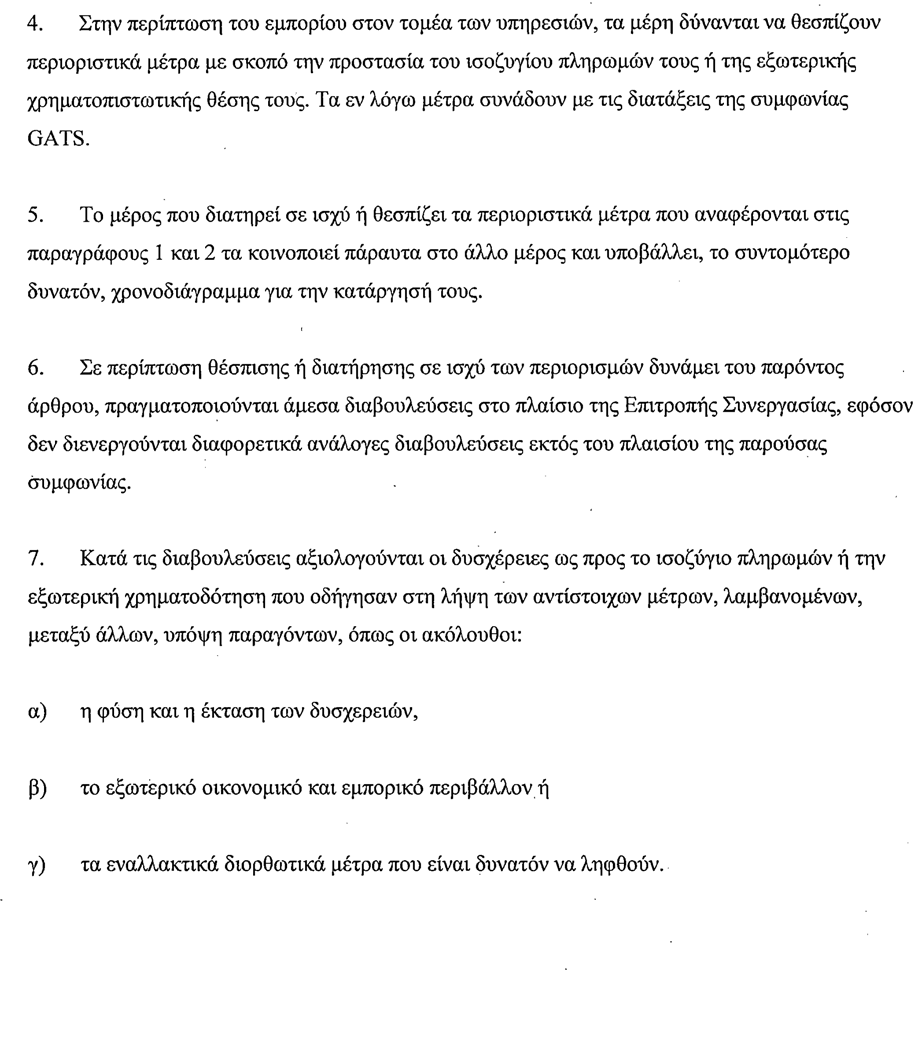 4. Στην περίπτωση του εμπορίου στον τομέα των υπηρεσιών, τα μέρη δύνανται να θεσπίζουν
περιοριστικά μέτρα με σκοπό την προστασία του ισοζυγίου πληρωμών τους ή της εξωτερικής
χρηματοπιστωτικής θέσης τους. Τα εν λόγω μέτρα συνάδουν με τις διατάξεις της συμφωνίας
GATS.
5. Το μέρος που διατηρεί σε ισχύ ή θεσπίζει τα περιοριστικά μέτρα που αναφέρονται στις
παραγράφους 1 και 2 τα κοινοποιεί πάραυτα στο άλλο μέρος και υποβάλλει, το συντομότερο
δυνατόν, χρονοδιάγραμμα για την κατάργησή τους.
6. Σε περίπτωση θέσπισης ή διατήρησης σε ισχύ των περιορισμών δυνάμει του παρόντος
άρθρου, πραγματοποιούνται άμεσα διαβουλεύσεις στο πλαίσιο της Επιτροπής Συνεργασίας, εφόσον
δεν διενεργούνται διαφορετικά ανάλογες διαβουλεύσεις εκτός του πλαισίου της παρούσας
συμφωνίας.
7. Κατά τις διαβουλεύσεις αξιολογούνται οι δυσχέρειες ως προς το ισοζύγιο πληρωμών ή την
εξωτερική χρηματοδότηση που οδήγησαν στη λήψη των αντίστοιχων μέτρων, λαμβανομένων,
μεταξύ άλλων, υπόψη παραγόντων, όπως οι ακόλουθοι:
α) η φύση και η έκταση των δυσχερειών,
β) το εξωτερικό οικονομικό και εμπορικό περιβάλλον ή
γ) τα εναλλακτικά διορθωτικά μέτρα που είναι δυνατόν να ληφθούν.